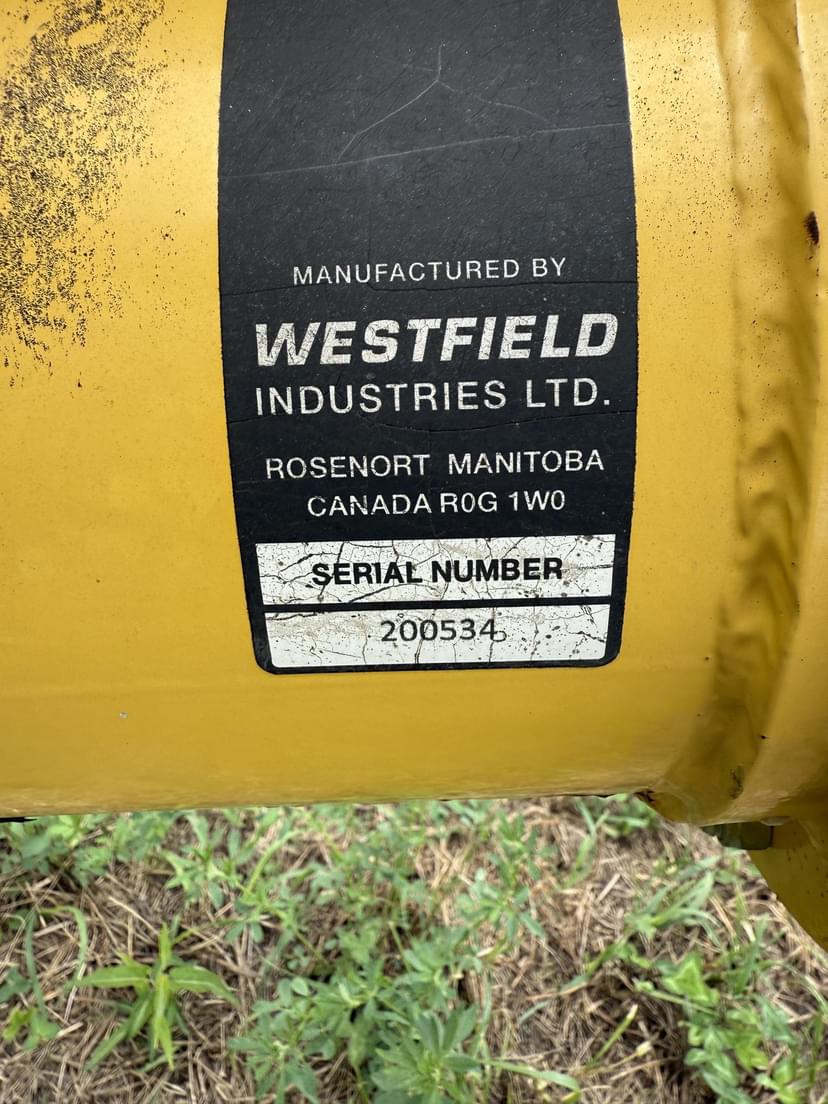 MANUFACTURED BY
WESTFIELD
INDUSTRIES LTD.
ROSENORT MANITOBA
CANADA R0G 1W0
SERIAL NUMBER
200534